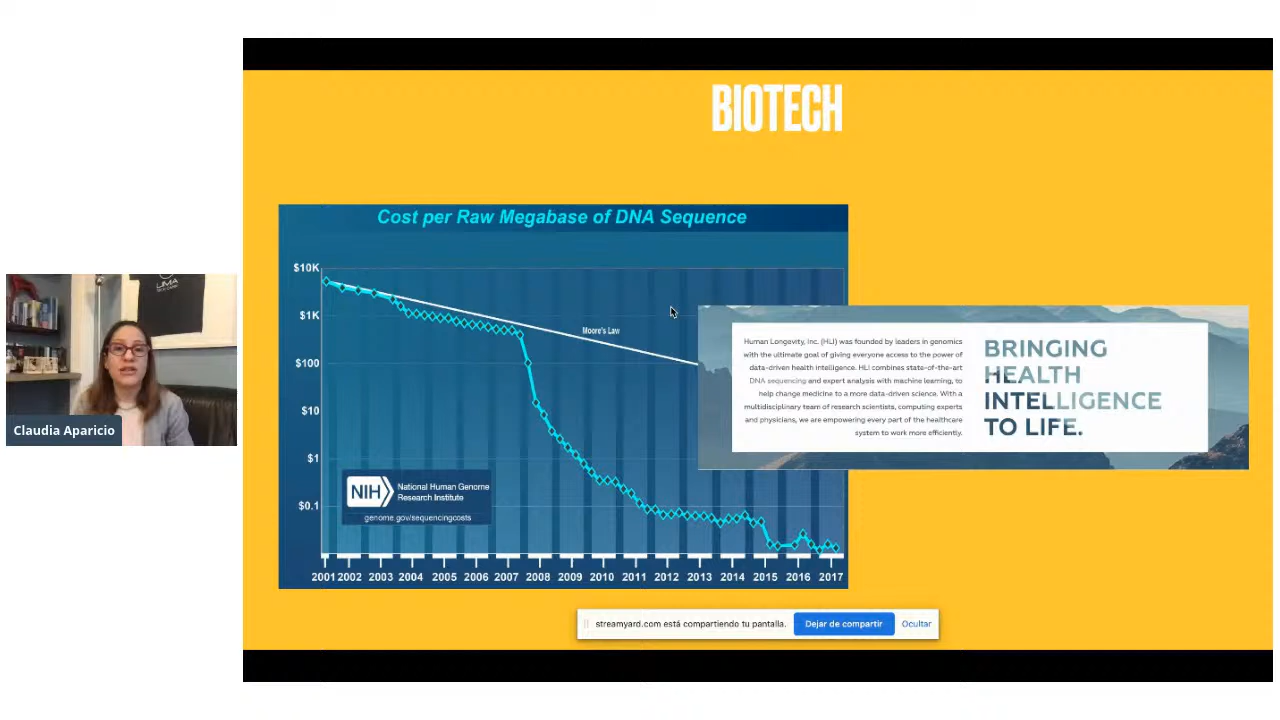 BIOTECH
Cost per Raw Megabase of DNA Sequence
$10K
$1K
$100
$10
$1
$0.1
Moore's Law
NIH
National Human Genome
Research Institute
genome.gov/sequencingcosts
2001 2002 2003 2004 2005 2006 2007 2008 2009 2010 2011 2012 2013 2014 2015 2016 2017
Human Longevity, Inc. (HLI) was founded by leaders in genomics
with the ultimate goal of giving everyone access to the power of
data-driven health intelligence. HLI combines state-of-the-art
DNA sequencing and expert analysis with machine learning, to
help change medicine to a more data-driven science. With a
multidisciplinary team of research scientists, computing experts
and physicians, we are empowering every part of the healthcare
system to work more efficiently.
BRINGING
HEALTH
INTELLIGENCE
TO LIFE.
LIMA
Claudia Aparicio
streamyard.com está compartiendo tu pantalla.
Dejar de compartir
Ocultar